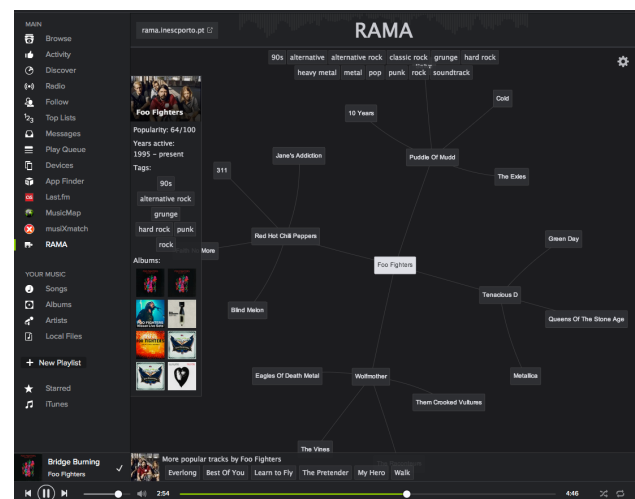 MAIN
Browse
Activity
Discover
Radio
Follow
Top Lists
Messages
Play Queue
Devices
App Finder
Last.fm
MusicMap
musiXmatch
RAMA
YOUR MUSIC
Songs
Albums
Artists
Local Files
+ New Playlist
Starred
iTunes
Bridge Burning
Foo Fighters
rama.inescporto.pt
RAMA
90s alternative alternative rock classic rock grunge hard rock
heavy metal metal pop punk rock soundtrack
Foo Fighters
Popularity: 64/100
Years active:
1995 - present
Tags:
90s
alternative rock
grunge
hard rock punk
rock
Albums:
Cold
10 Years
Puddle Of Mudd
The Exies
Jane's Addiction
311
Red Hot Chili Peppers
More
Green Day
Foo Fighters
Tenacious D
Blind Melon
Queens Of The Stone Age
Eagles Of Death Metal
Wolfmother
Metallica
Them Crooked Vultures
The Vines
More popular tracks by Foo Fighters
Everlong Best Of You Learn to Fly The Pretender My Hero Walk
2:54
4:46